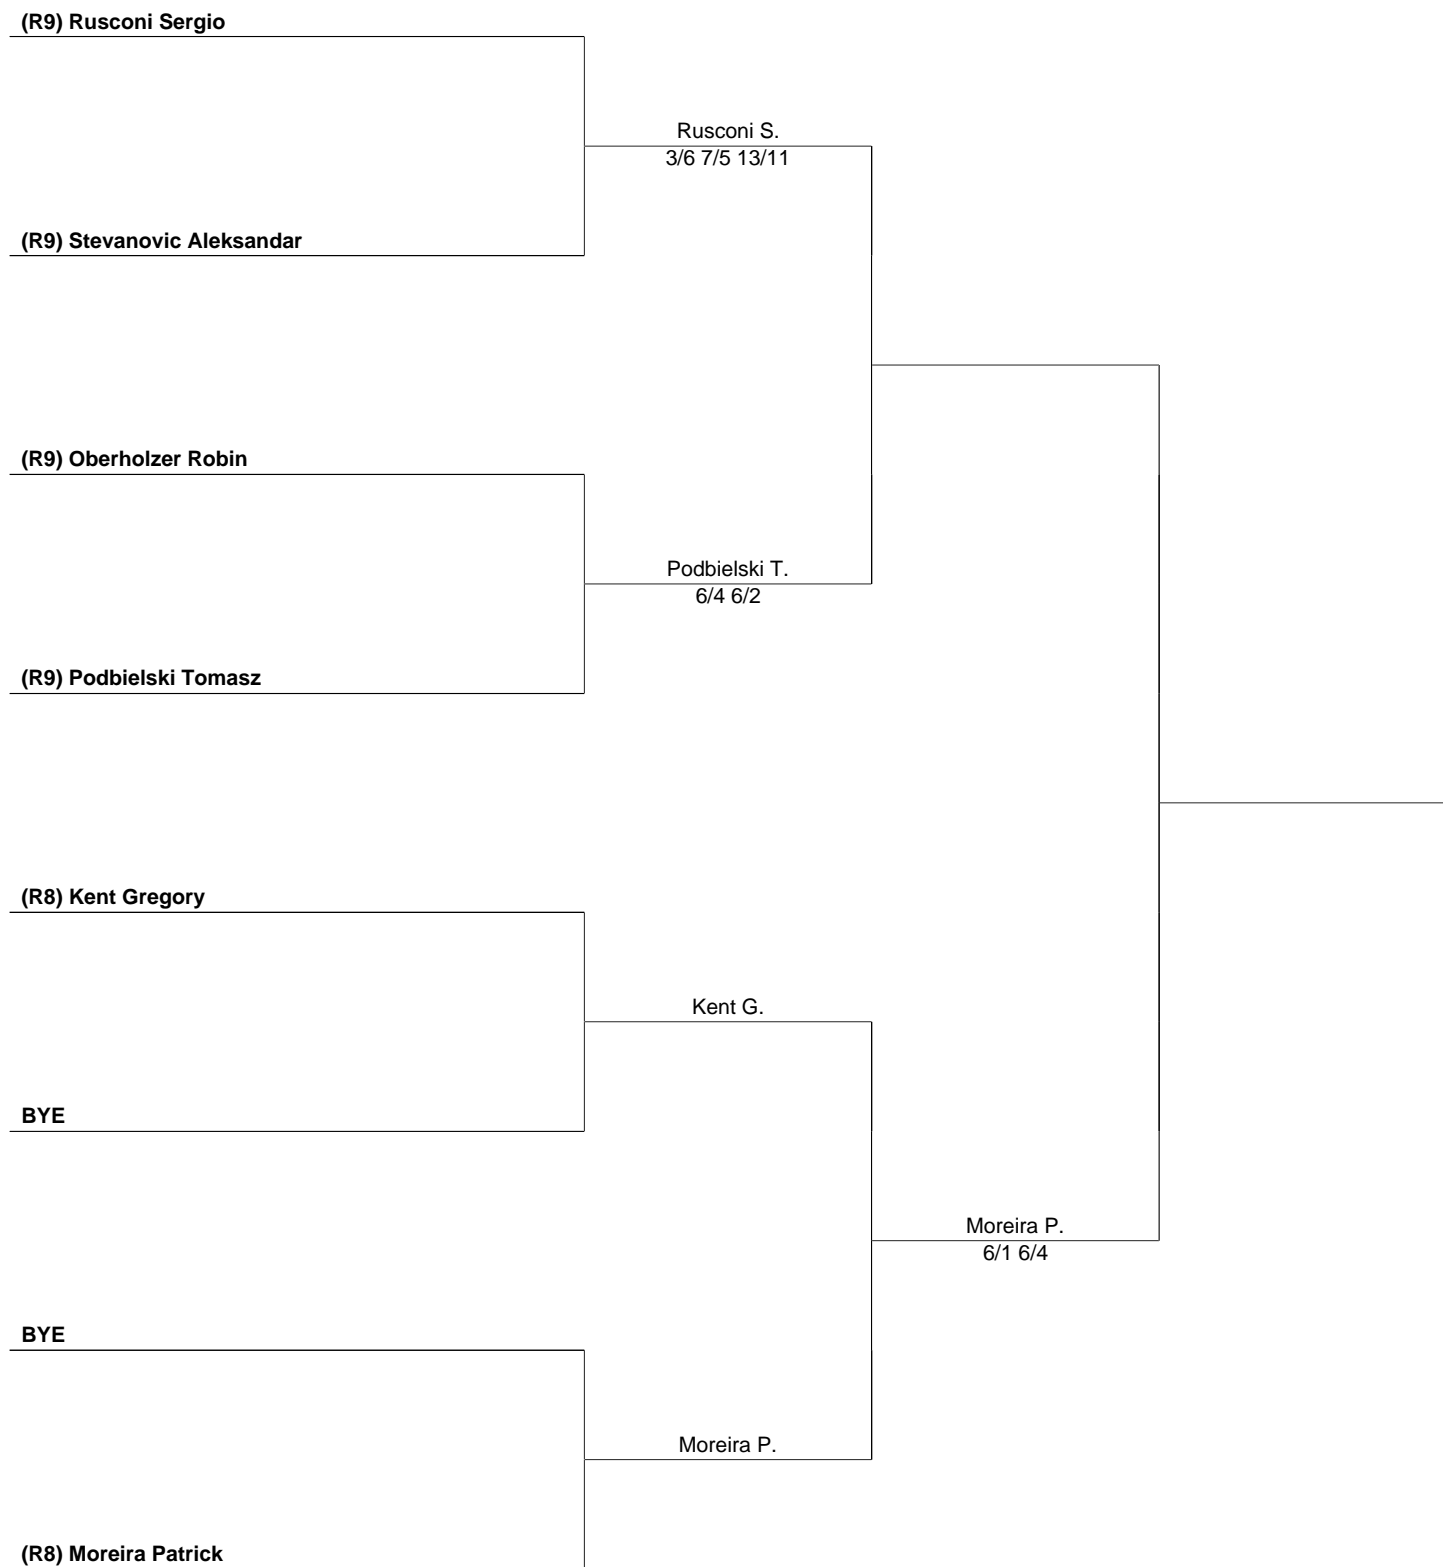 (R9) Rusconi Sergio
Rusconi S.
3/6 7/5 13/11
(R9) Stevanovic Aleksandar
(R9) Oberholzer Robin
Podbielski T.
6/4 6/2
(R9) Podbielski Tomasz
(R8) Kent Gregory
Kent G.
BYE
Moreira P.
6/1 6/4
BYE
Moreira P.
(R8) Moreira Patrick